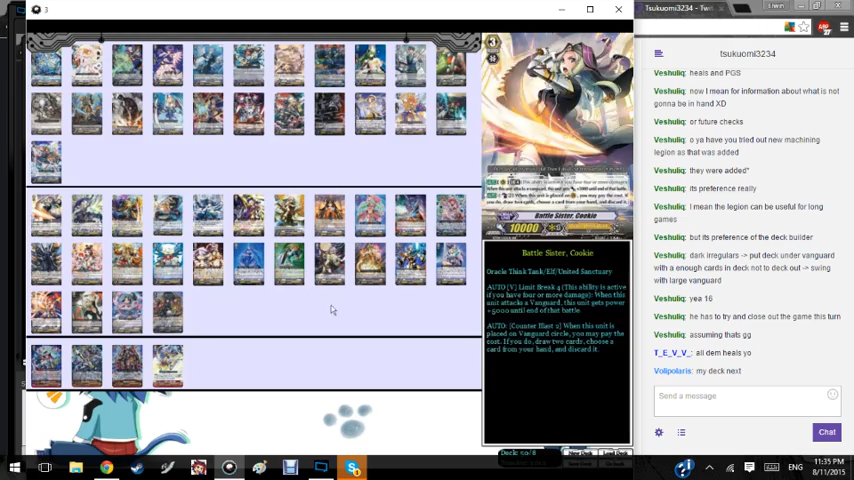 3
Tsukuomi3234 - Twit
tsukuomi3234
Veshuliq: heals and PGS
Veshuliq: now I mean for information about what is not
gonna be in hand XD
Veshuliq: or future checks
Veshuliq: o ya have you tried out new machining
legion as that was added
Veshuliq: they were added*
Veshuliq: its preference really
Veshuliq: I mean the legion can be useful for long
games
Veshuliq: but its preference of the deck builder
Veshuliq: dark irregulars -> put deck under vanguard
with a enough cards in deck not to deck out -> swing
with large vanguard
Veshuliq: yea 16
Veshuliq: he has to try and close out the game this turn
Veshuliq: assuming thats gg
T_E_V_V_: all dem heals yo
Volipolaris: my deck next
Send a message
Chat
Battle Sister, Cookie
10000
Battle Sister, Cookie
Oracle Think Tank/Elf/United Sanctuary
AUTO [V] Limit Break 4 (This ability is active
if you have four or more damage): When this
unit attacks a Vanguard, this unit gets power
+5000 until end of that battle
AUTO: [Counter Blast 2] When this unit is
placed on Vanguard circle, you may pay the
cost. If you do, draw two cards, choose a
card from your hand, and discard it.
Deck: 50/8
New Deck
Load Deck
ENG
11:35 PM
8/11/2015